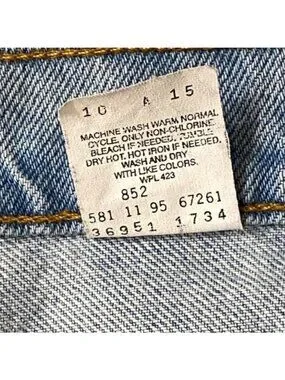 10 A 15
MACHINE WASH WARM NORMAL
CYCLE. ONLY NON-CHLORINE
BLEACH IF NEEDED. TUMBLE
DRY HOT. HOT IRON IF NEEDED.
WASH AND DRY
WITH LIKE COLORS.
WPL 423
852
581 11 95 67261
36951 1734